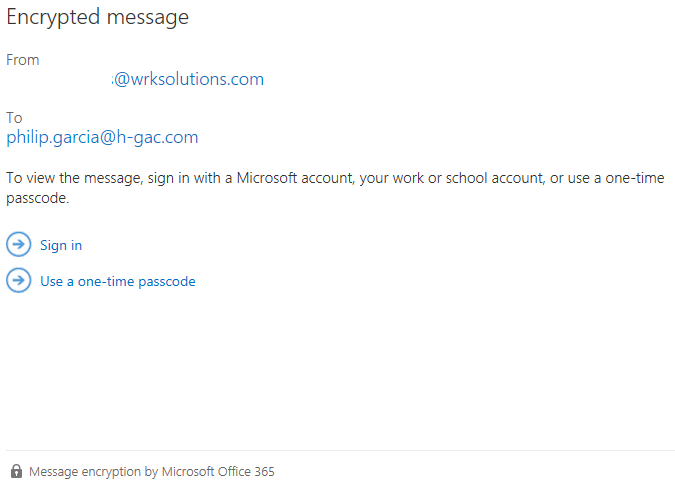 Encrypted message
From
@wrksolutions.com
To
philip.garcia@h-gac.com
To view the message, sign in with a Microsoft account, your work or school account, or use a one-time
passcode.
Sign in
Use a one-time passcode
Message encryption by Microsoft Office 365